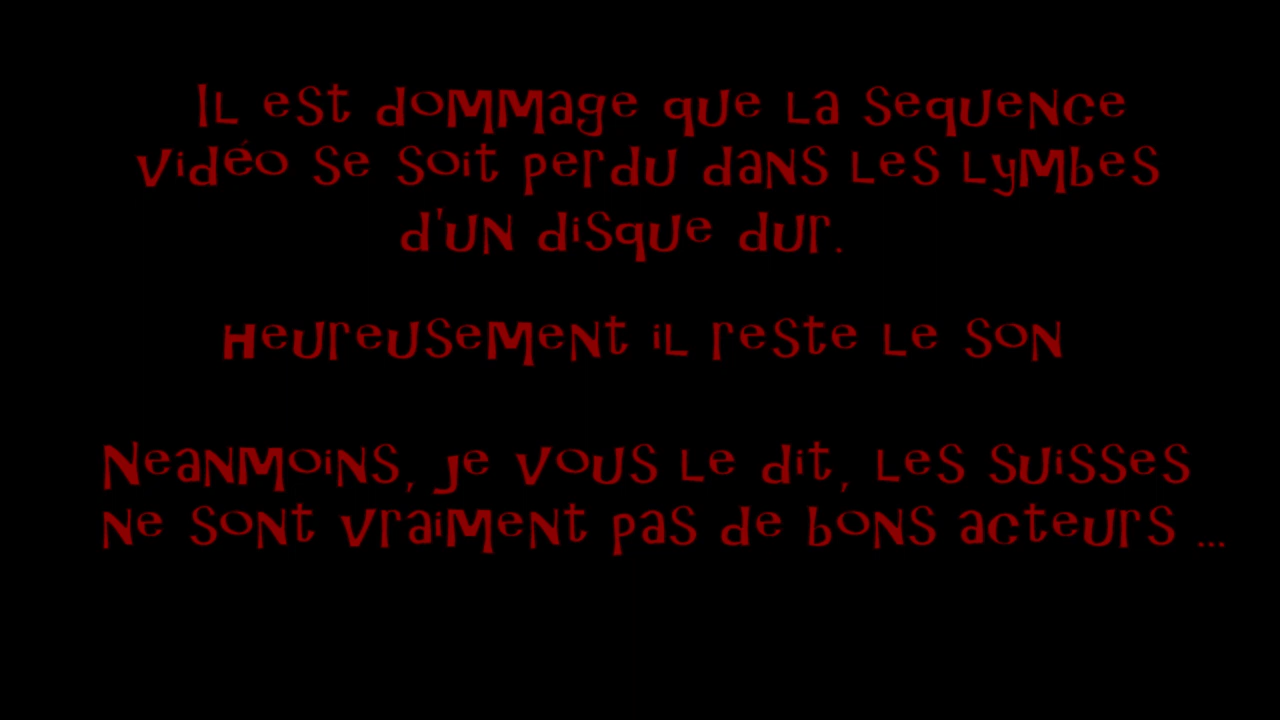 Il est dommage que la sequence
vidéo se soit perdu dans les lymbes
d'un disque dur.
Heureusement il reste le son
Neanmoins, je vous le dit, les suisses
ne sont vraiment pas de bons acteurs ...